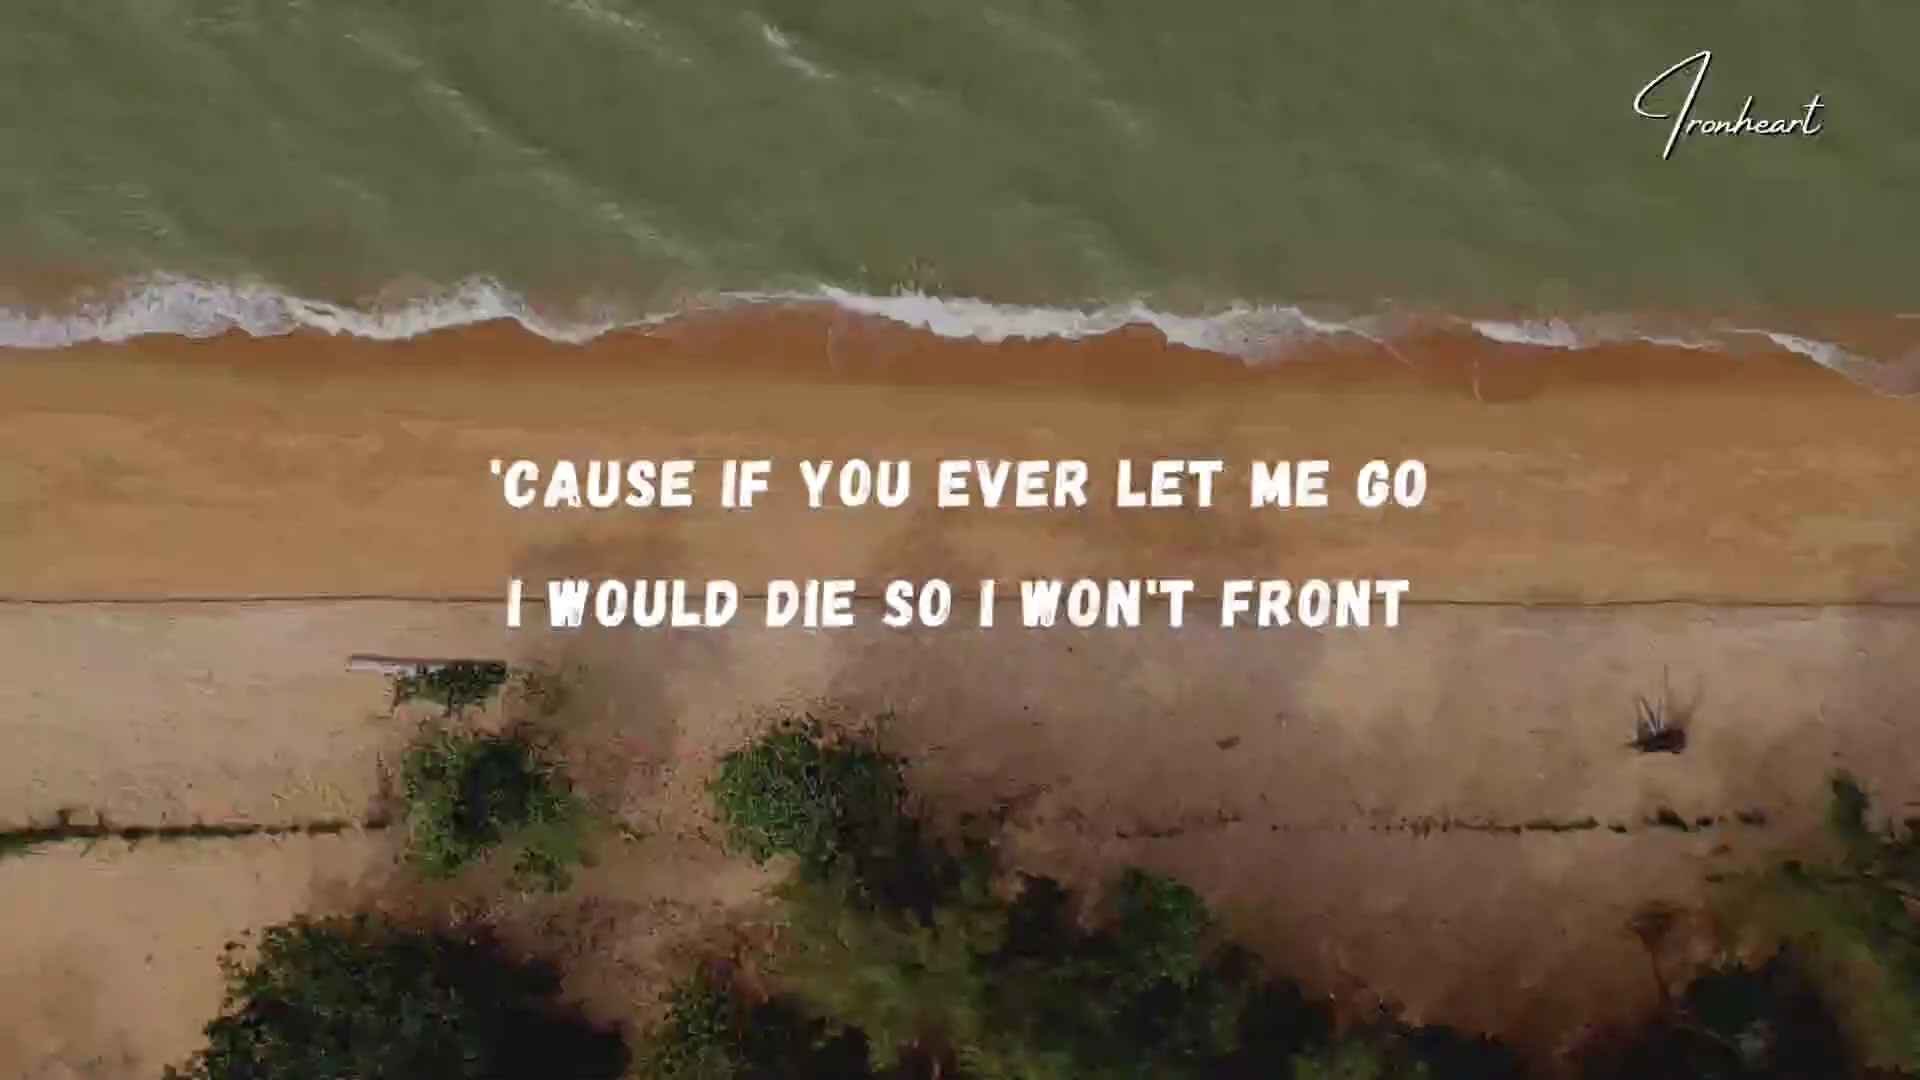 Ironheart
'CAUSE IF YOU EVER LET ME GO
I WOULD DIE SO I WON'T FRONT